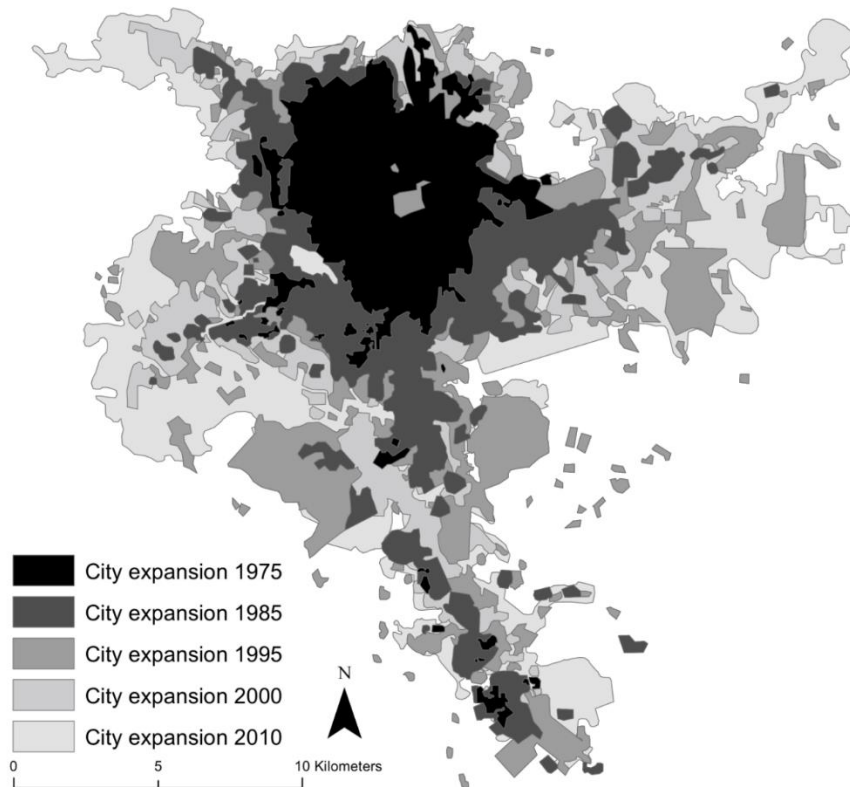 City expansion 1975
City expansion 1985
City expansion 1995
City expansion 2000
City expansion 2010
N
0 5 10 Kilometers